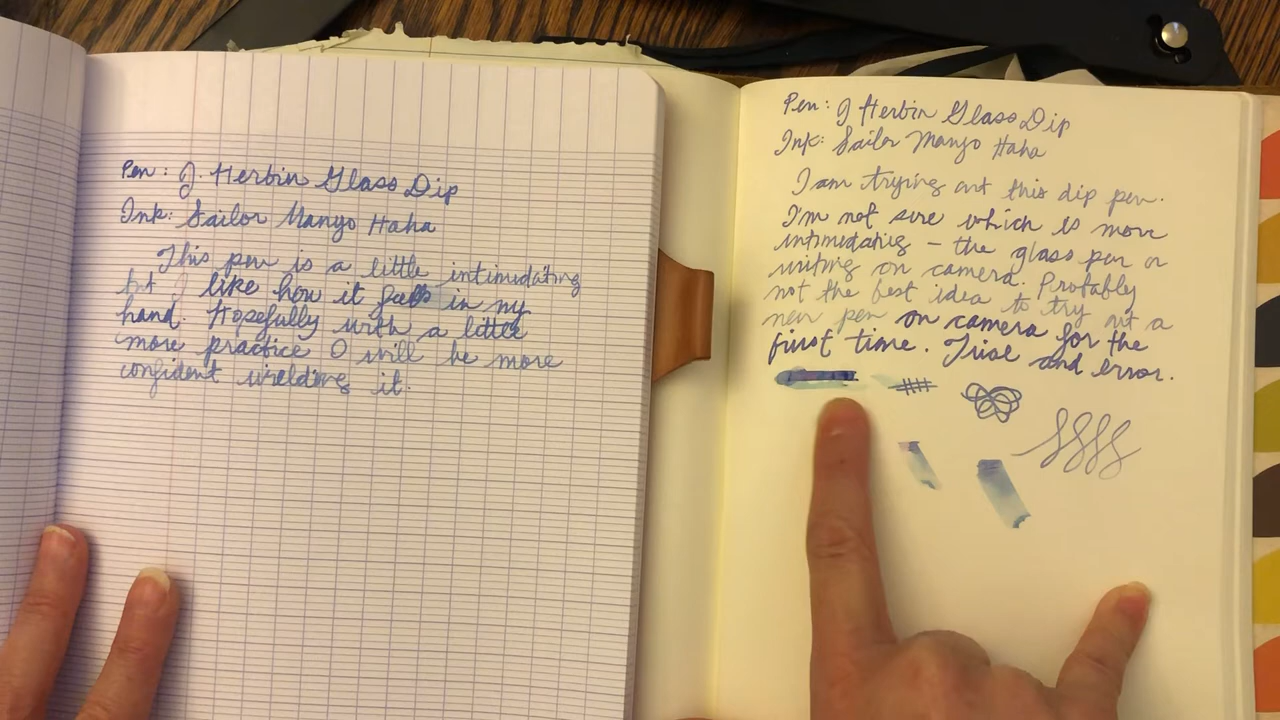 Pen: J. Herbin Glass Dip
Ink: Sailor Manyo Haha
This pen is a little intimidating
but I like how it falls in my
hand. Hopefully with a little
more practice I will be more
confident wielding it.
Pen: J Herbin Glass Dip
Ink: Sailor Manyo Haha
I am trying out this dip pen.
I'm not sure which is more
intimidating - the glass pen or
writing on camera. Probably
not the best idea to try out a
new pen on camera for the
first time. Trial and error.